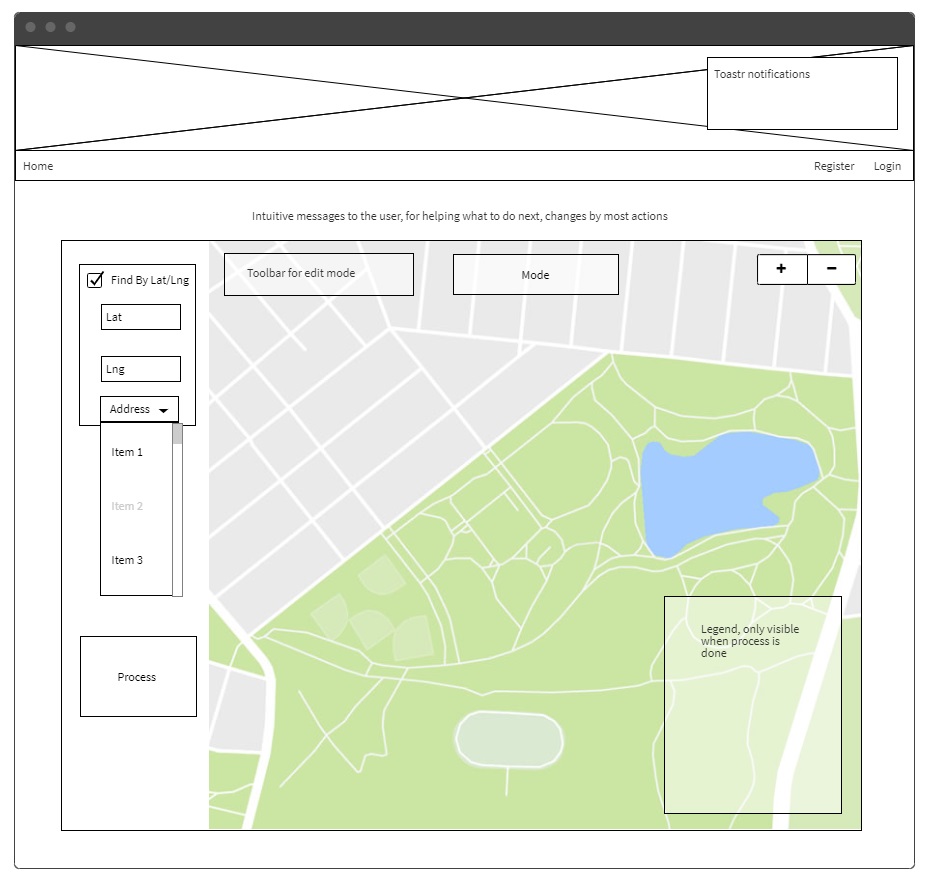 Toastr notifications
Home
Register
Login
Intuitive messages to the user, for helping what to do next, changes by most actions
Find By Lat/Lng
Lat
Lng
Address
Item 1
Item 2
Item 3
Process
Toolbar for edit mode
Mode
+
−
Legend, only visible
when process is
done